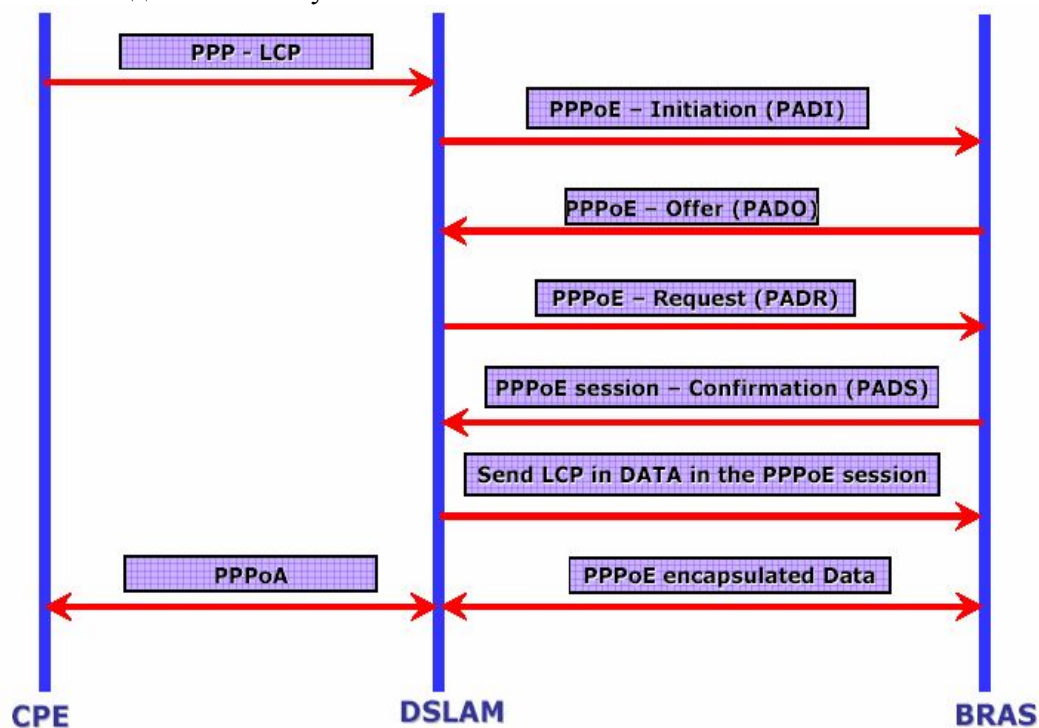 PPP - LCP
PPPoE – Initiation (PADI)
PPPoE – Offer (PADO)
PPPoE – Request (PADR)
PPPoE session – Confirmation (PADS)
Send LCP in DATA in the PPPoE session
PPPoA
PPPoE encapsulated Data
CPE
DSLAM
BRAS